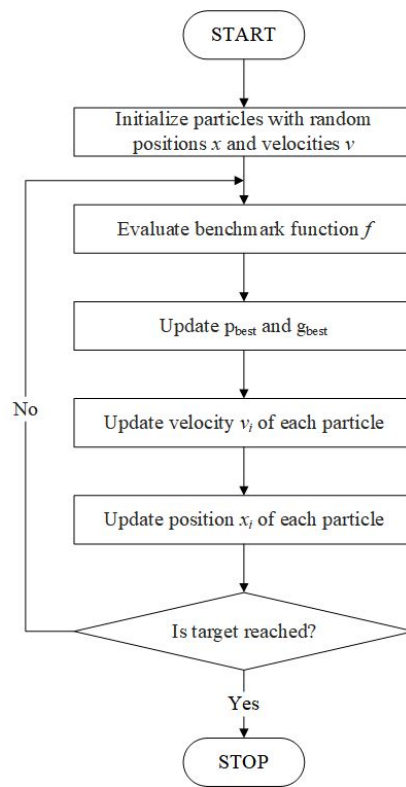 START
Initialize particles with random
positions x and velocities v
Evaluate benchmark function f
Update pbest and gbest
No
Update velocity vi of each particle
Update position xi of each particle
Is target reached?
Yes
STOP